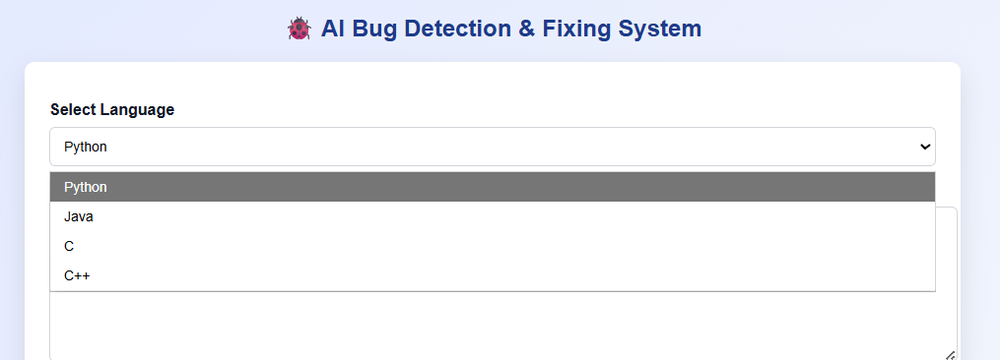 🐞 AI Bug Detection & Fixing System
Select Language
Python
Python
Java
C
C++